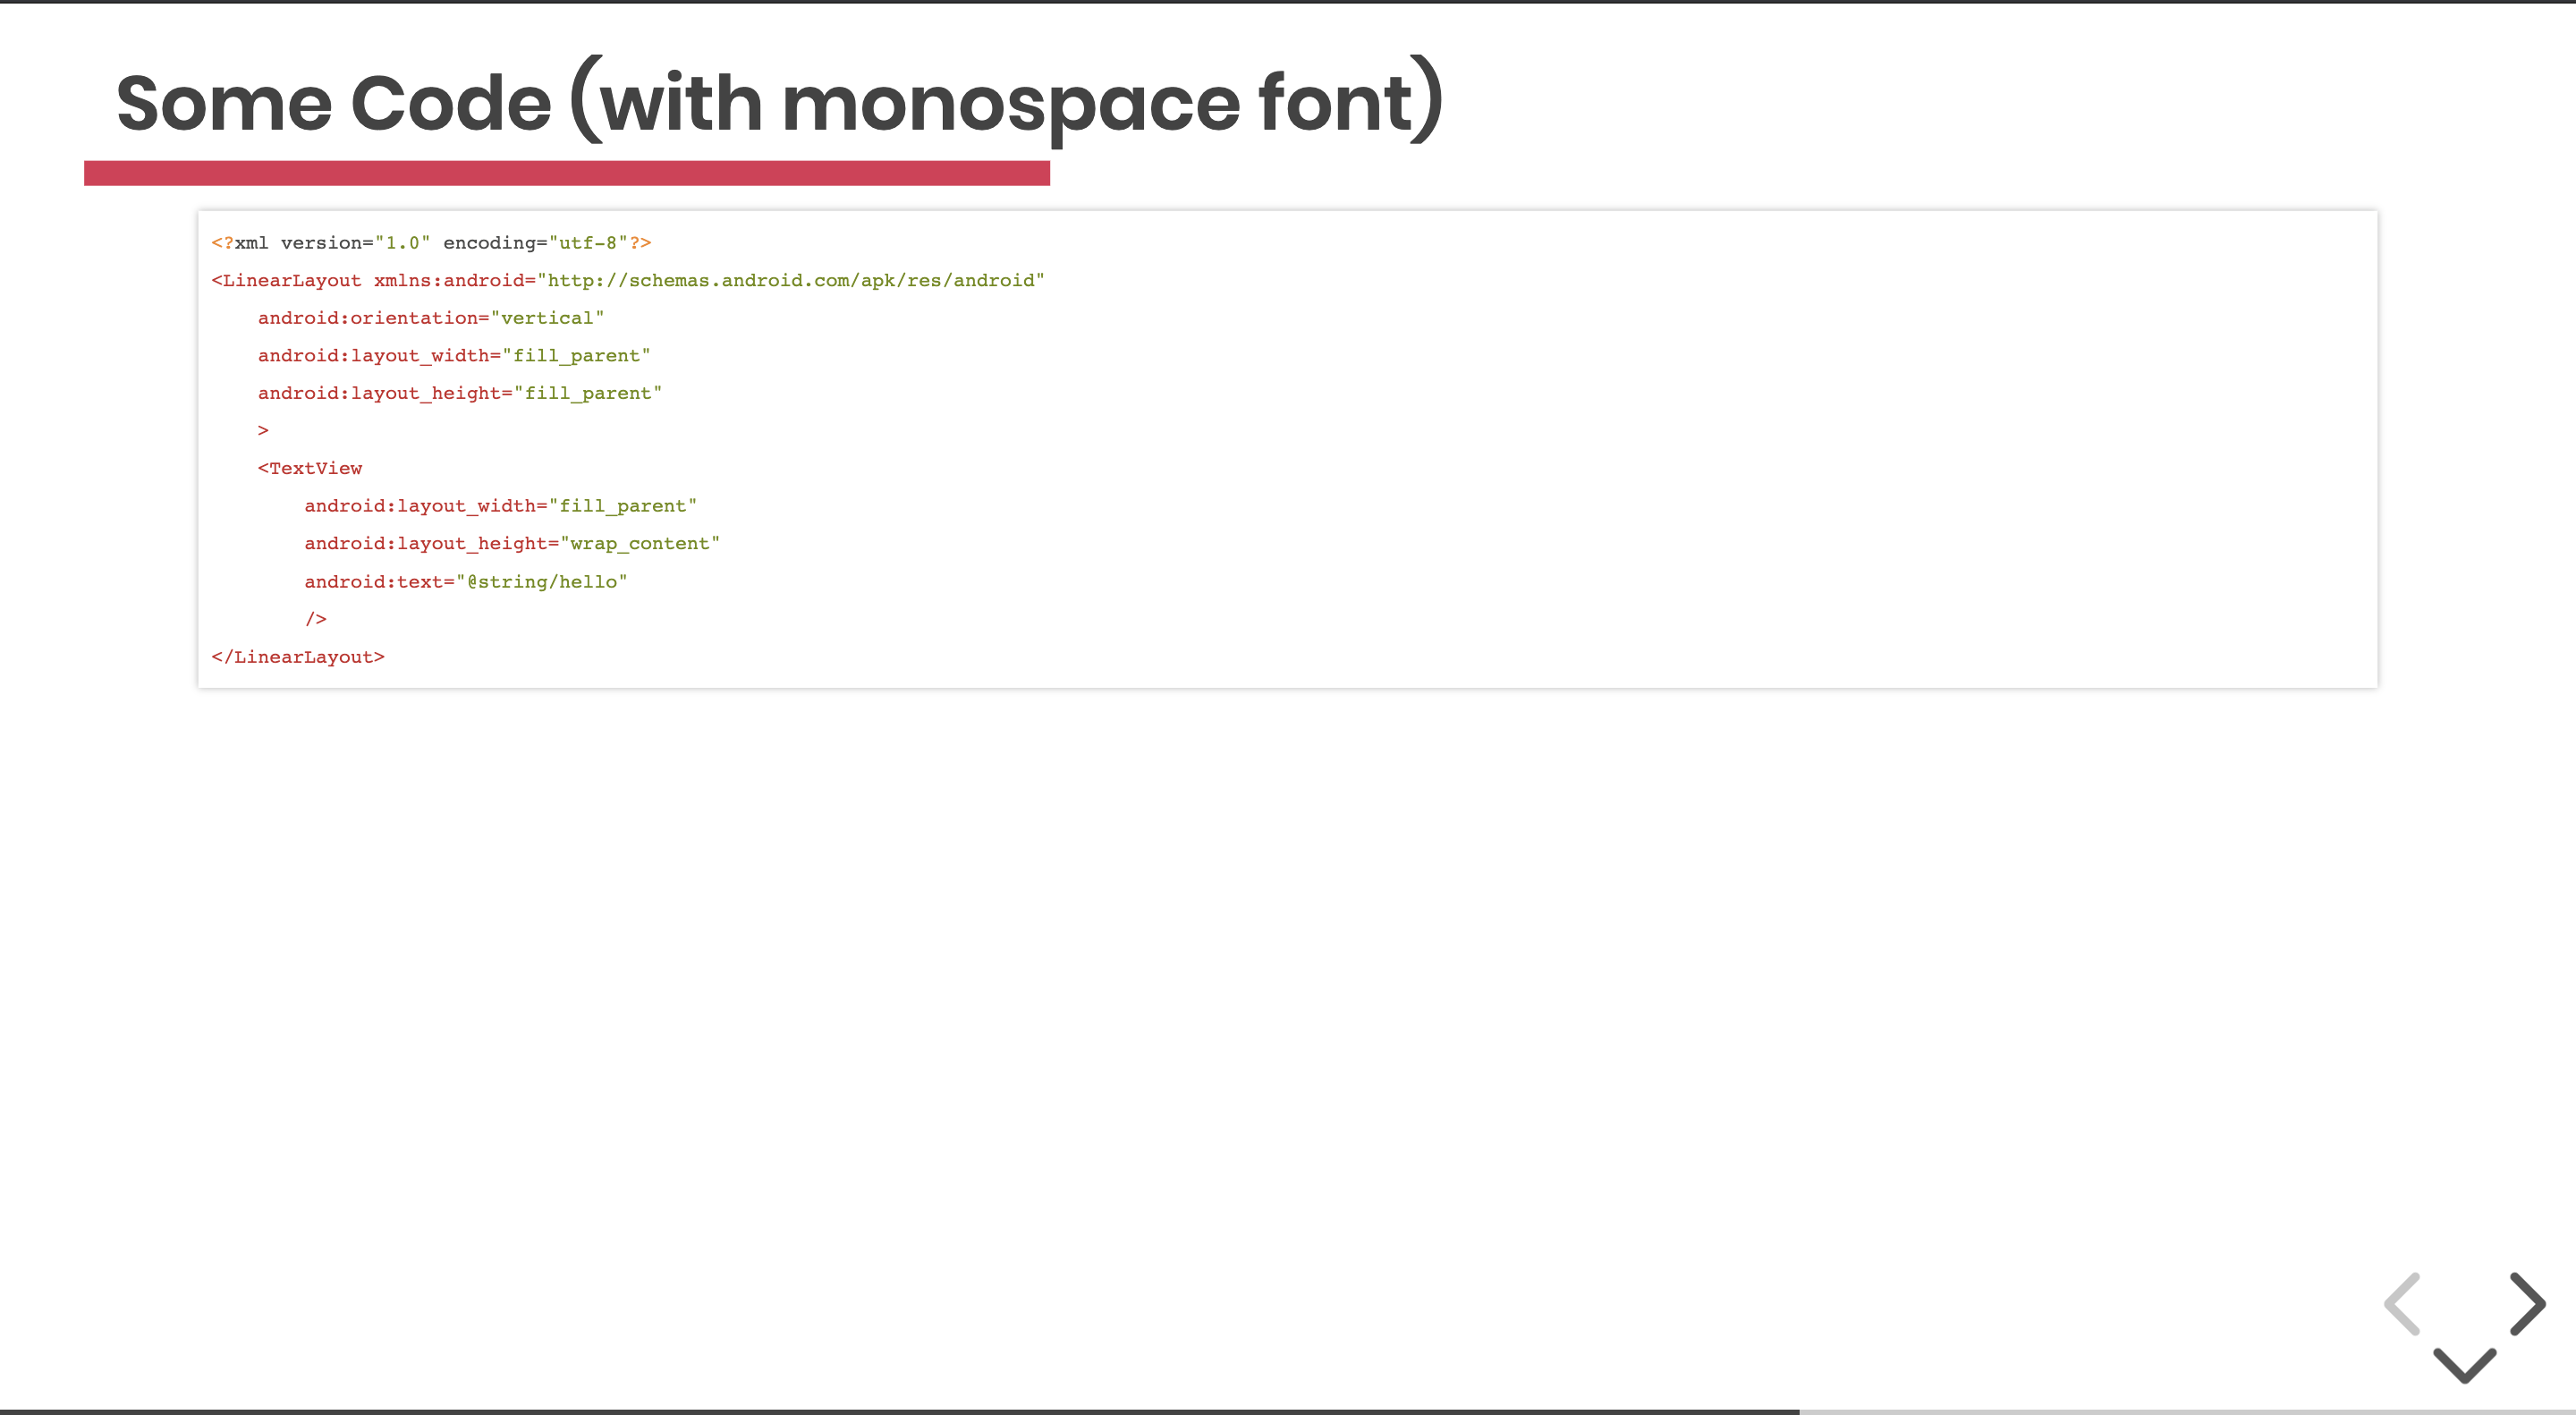 Some Code (with monospace font)
<?xml version="1.0" encoding="utf-8"?>
<LinearLayout xmlns:android="http://schemas.android.com/apk/res/android"
    android:orientation="vertical"
    android:layout_width="fill_parent"
    android:layout_height="fill_parent"
    >
    <TextView
        android:layout_width="fill_parent"
        android:layout_height="wrap_content"
        android:text="@string/hello"
        />
</LinearLayout>